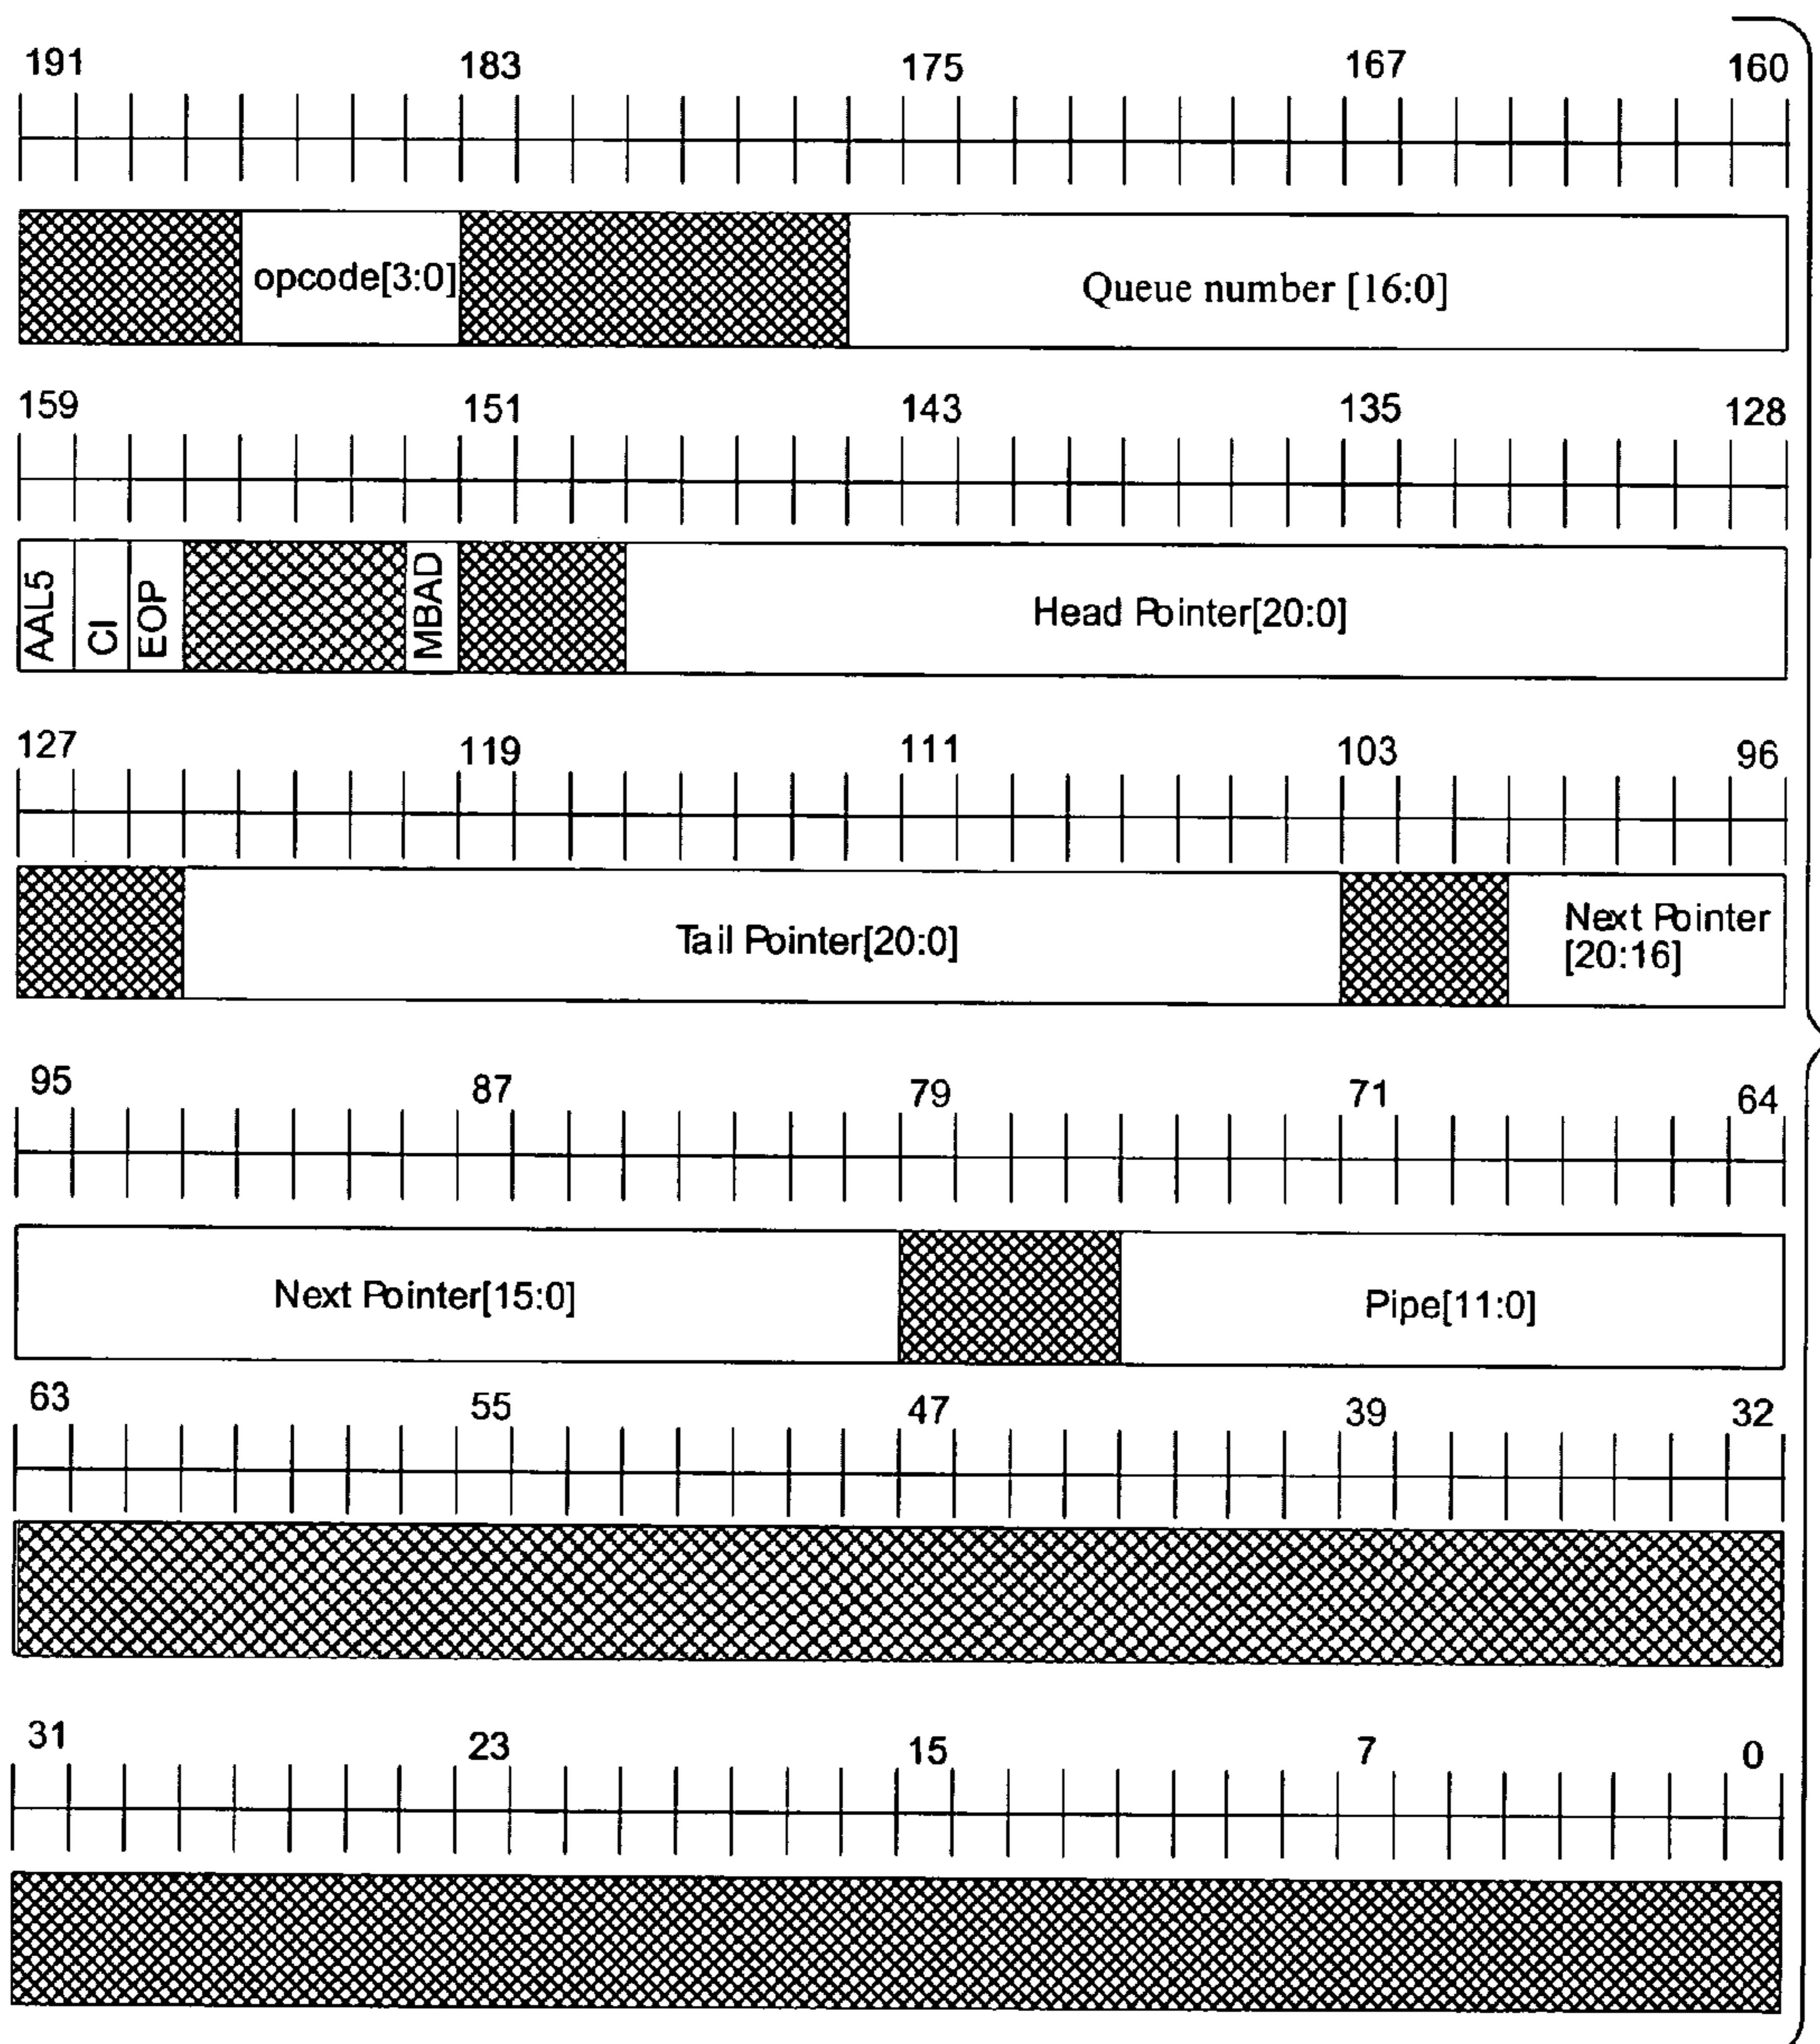 191 183 175 167 160
opcode[3:0] Queue number [16:0]
159 151 143 135 128
AAL5 CI EOP MBAD Head Pointer[20:0]
127 119 111 103 96
Tail Pointer[20:0] Next Pointer
[20:16]
95 87 79 71 64
Next Pointer[15:0] Pipe[11:0]
63 55 47 39 32
31 23 15 7 0